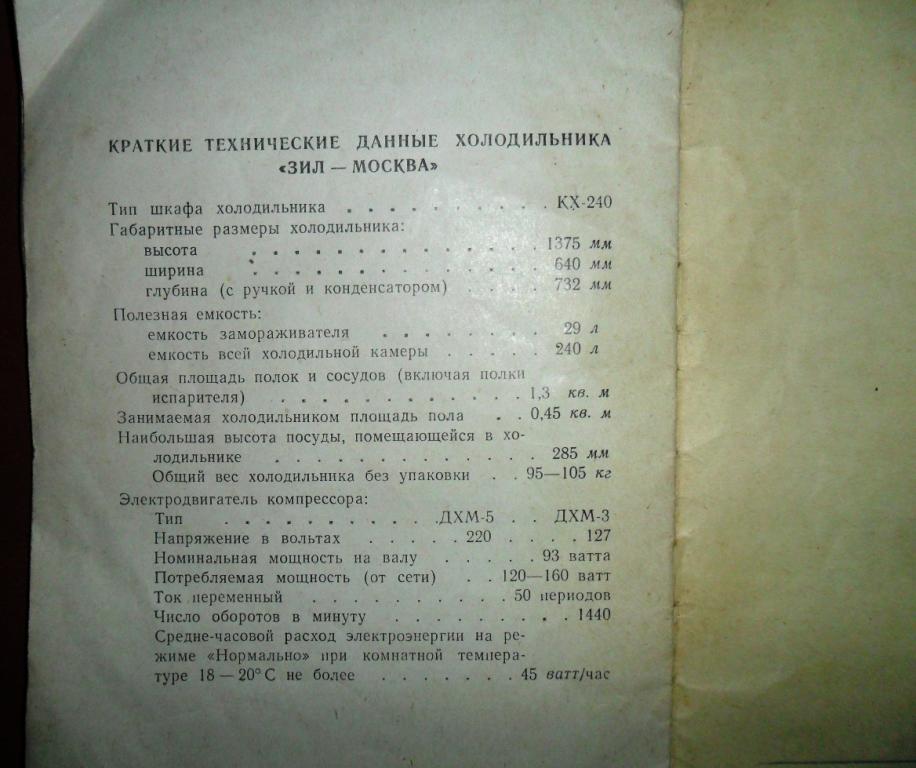 КРАТКИЕ ТЕХНИЧЕСКИЕ ДАННЫЕ ХОЛОДИЛЬНИКА
«ЗИЛ — МОСКВА»
Тип шкафа холодильника . . . . . . . . . . КХ-240
Габаритные размеры холодильника:
высота . . . . . . . . . . . . . 1375 мм
ширина . . . . . . . . . . . . . 640 мм
глубина (с ручкой и конденсатором) . . . . 732 мм
Полезная емкость:
емкость замораживателя . . . . . . . . 29 л
емкость всей холодильной камеры . . . . . 240 л
Общая площадь полок и сосудов (включая полки
испарителя) . . . . . . . . . . . . 1,3 кв. м
Занимаемая холодильником площадь пола . . 0,45 кв. м
Наибольшая высота посуды, помещающейся в хо-
лодильнике . . . . . . . . . . . . 285 мм
Общий вес холодильника без упаковки . . 95—105 кг
Электродвигатель компрессора:
Тип . . . . . . . . . . ДХМ-5 . . ДХМ-3
Напряжение в вольтах . . . . . 220 . . . . 127
Номинальная мощность на валу . . . . . 93 ватта
Потребляемая мощность (от сети) . . 120—160 ватт
Ток переменный . . . . . . . . . . 50 периодов
Число оборотов в минуту . . . . . . . . 1440
Средне-часовой расход электроэнергии на ре-
жиме «Нормально» при комнатной темпера-
туре 18 — 20° С не более . . . . . . . 45 ватт/час